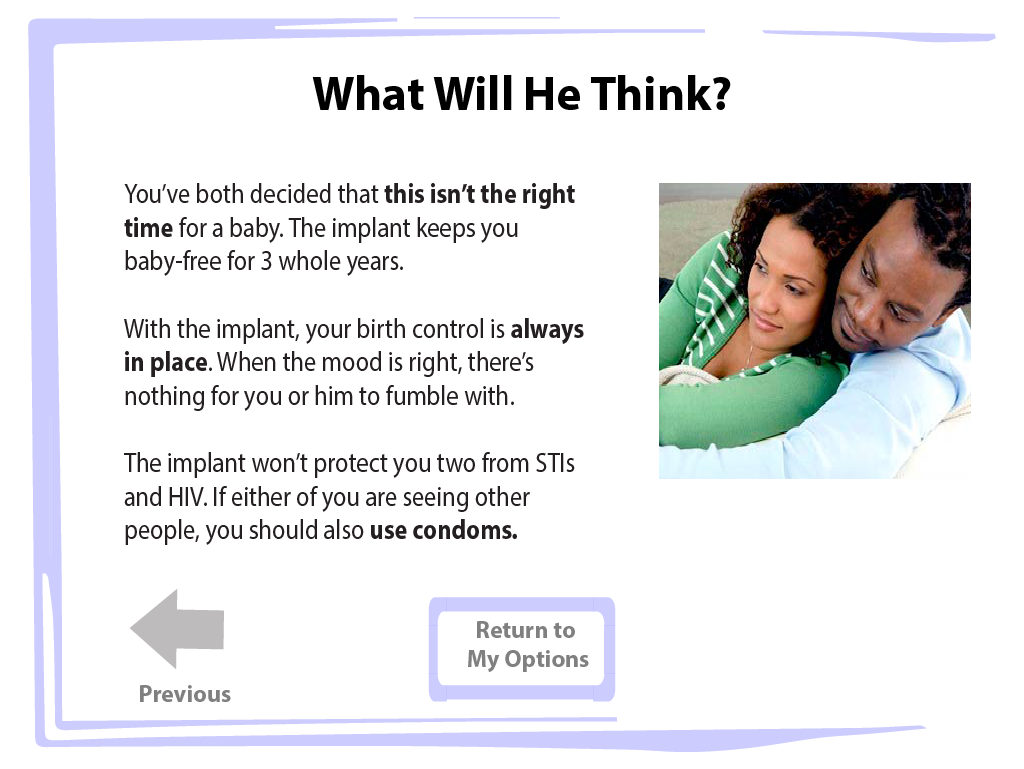 What Will He Think?
You’ve both decided that this isn’t the right
time for a baby. The implant keeps you
baby-free for 3 whole years.
With the implant, your birth control is always
in place. When the mood is right, there’s
nothing for you or him to fumble with.
The implant won’t protect you two from STIs
and HIV. If either of you are seeing other
people, you should also use condoms.
Return to
My Options
Previous